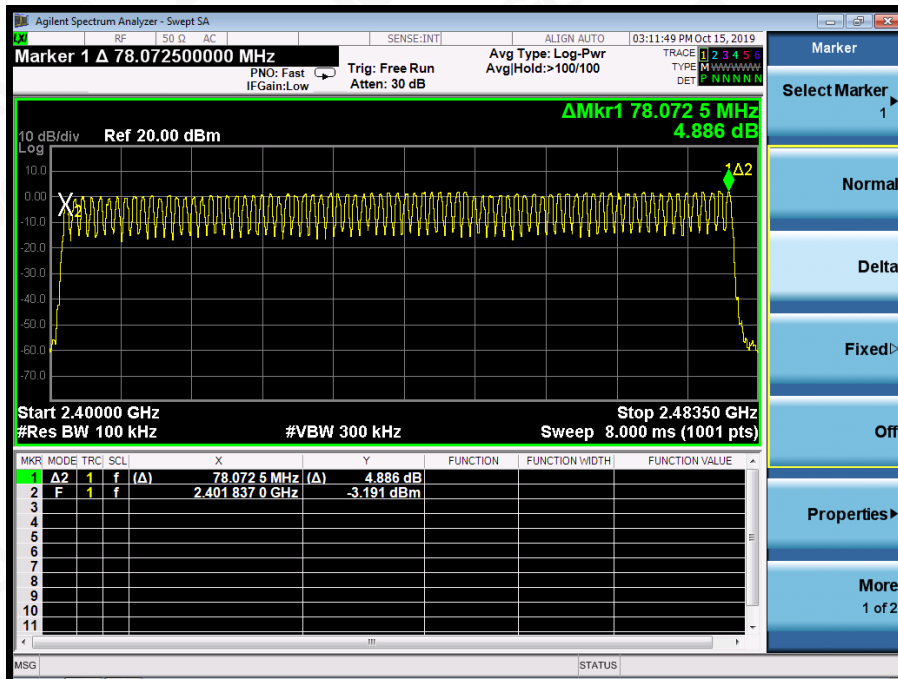 Agilent Spectrum Analyzer - Swept SA
LXI RF 50 Ω AC SENSE:INT ALIGN AUTO 03:11:49 PM Oct 15, 2019
Marker 1 Δ 78.072500000 MHz
PNO: Fast
IFGain:Low
Trig: Free Run
Atten: 30 dB
Avg Type: Log-Pwr
Avg|Hold:>100/100
TRACE 1 2 3 4 5 6
TYPE M WWWWW
DET P N N N N N
ΔMkr1 78.072 5 MHz
4.886 dB
10 dB/div Ref 20.00 dBm
Log
10.0
0.00
-10.0
-20.0
-30.0
-40.0
-50.0
-60.0
-70.0
X2
1Δ2
Start 2.40000 GHz Stop 2.48350 GHz
#Res BW 100 kHz #VBW 300 kHz Sweep 8.000 ms (1001 pts)
MKR MODE TRC SCL X Y FUNCTION FUNCTION WIDTH FUNCTION VALUE
1 Δ2 1 f (Δ) 78.072 5 MHz (Δ) 4.886 dB
2 F 1 f 2.401 837 0 GHz -3.191 dBm
3
4
5
6
7
8
9
10
11
MSG STATUS
Marker
Select Marker
1
Normal
Delta
Fixed
Off
Properties
More
1 of 2